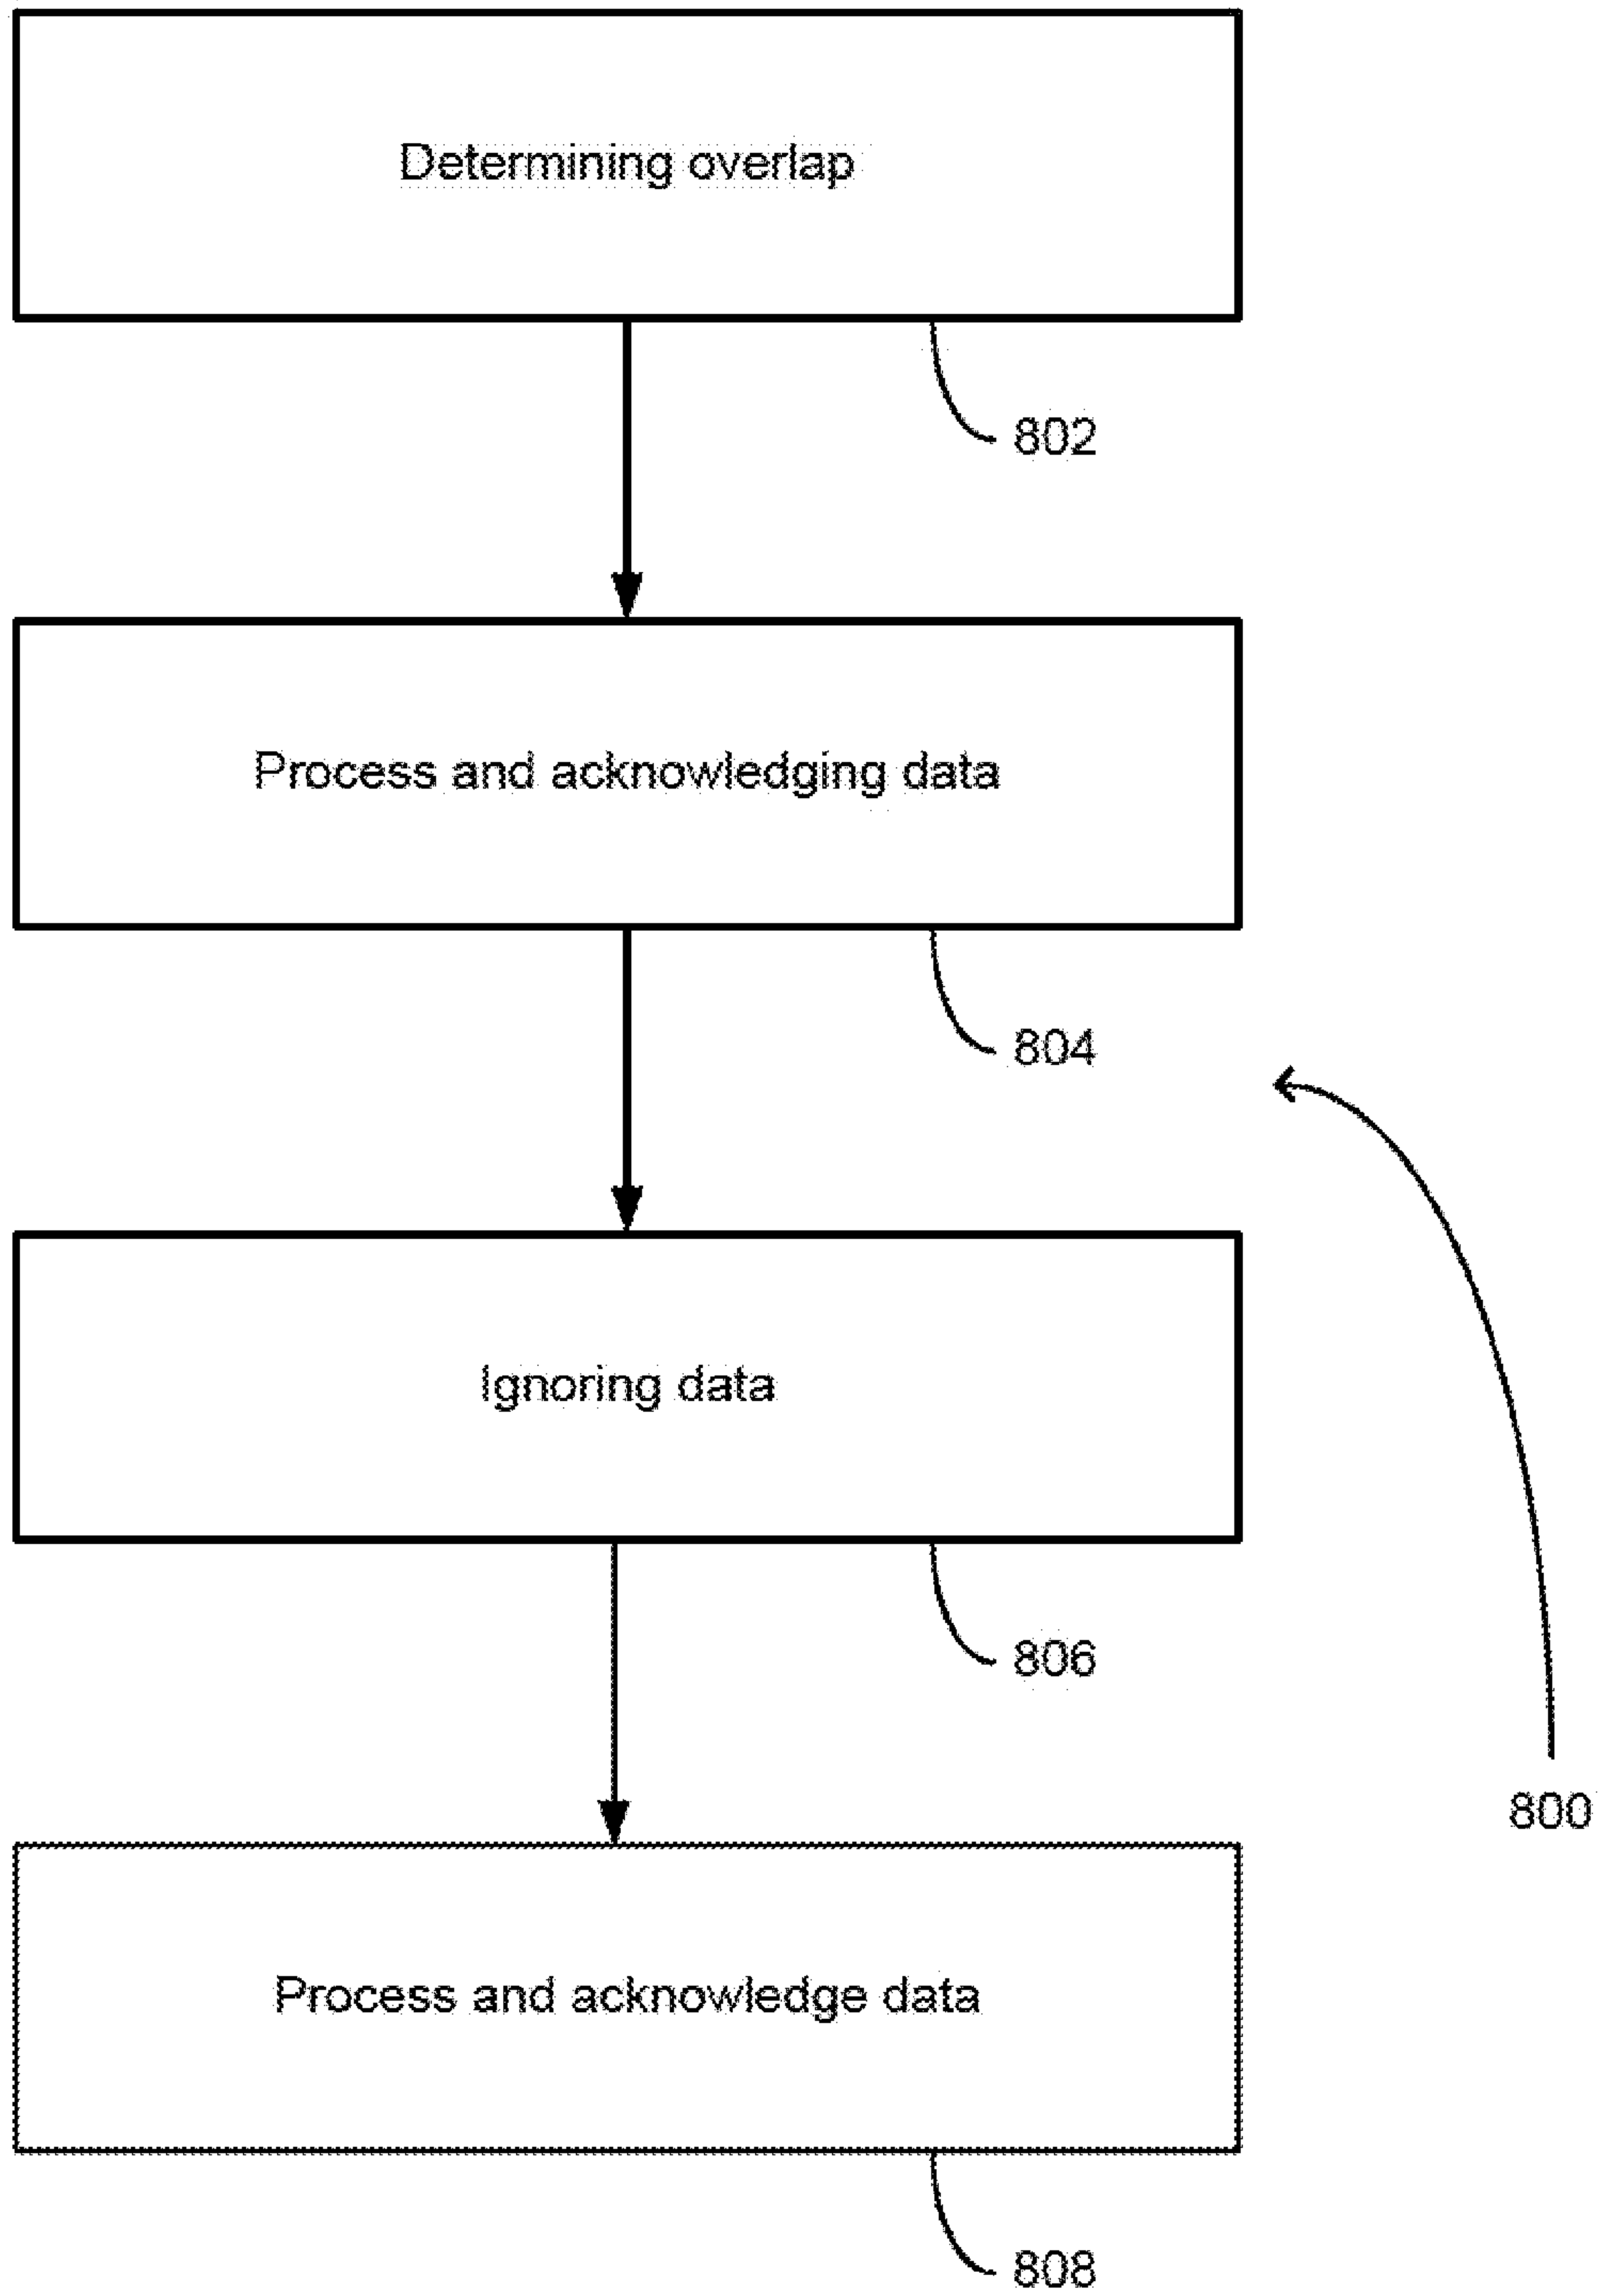 Determining overlap
802
Process and acknowledging data
804
Ignoring data
806
800
Process and acknowledge data
808